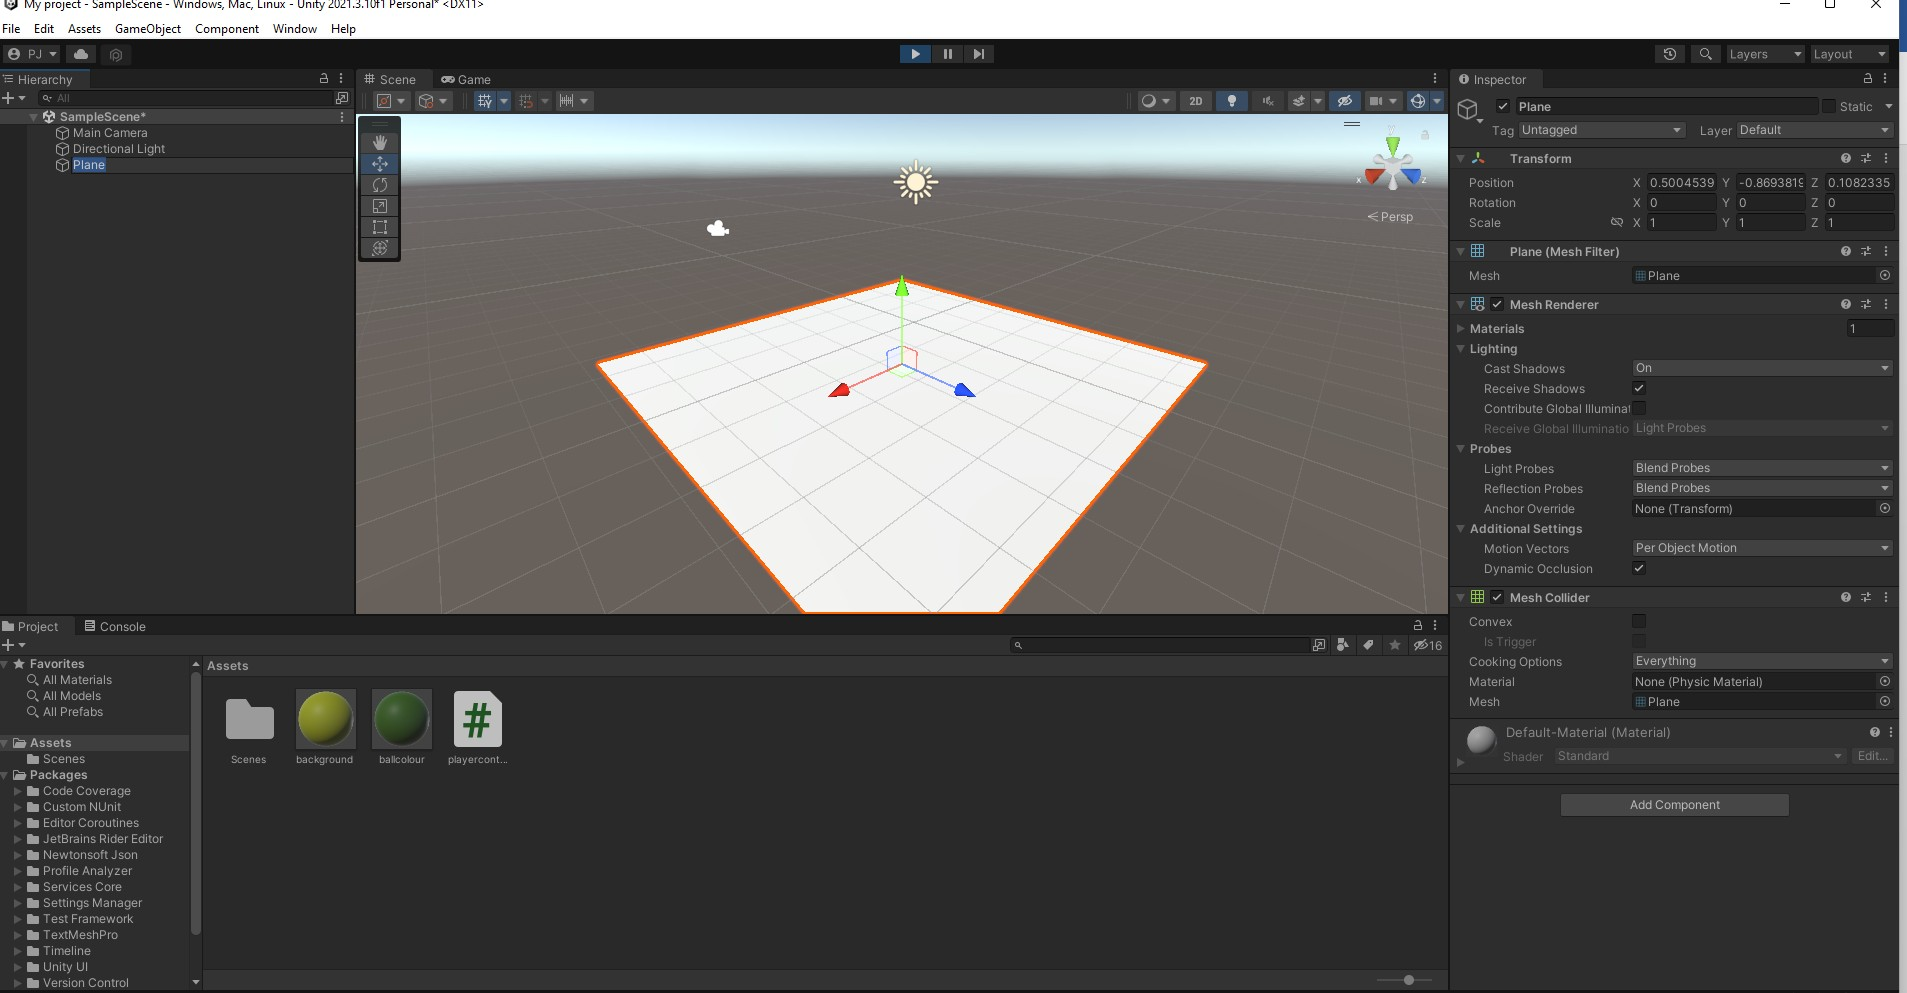 My project - SampleScene - Windows, Mac, Linux - Unity 2021.3.10f1 Personal* <DX11>
File Edit Assets GameObject Component Window Help
PJ Layers Layout
Hierarchy
All
SampleScene*
Main Camera
Directional Light
Plane
Scene Game
2D
x z
Persp
Inspector
Plane Static
Tag Untagged Layer Default
Transform
Position X 0.5004539 Y -0.8693819 Z 0.1082335
Rotation X 0 Y 0 Z 0
Scale X 1 Y 1 Z 1
Plane (Mesh Filter)
Mesh Plane
Mesh Renderer
Materials 1
Lighting
Cast Shadows On
Receive Shadows
Contribute Global Illuminat
Receive Global Illuminatio Light Probes
Probes
Light Probes Blend Probes
Reflection Probes Blend Probes
Anchor Override None (Transform)
Additional Settings
Motion Vectors Per Object Motion
Dynamic Occlusion
Mesh Collider
Convex
Is Trigger
Cooking Options Everything
Material None (Physic Material)
Mesh Plane
Default-Material (Material)
Shader Standard Edit...
Add Component
Project Console
16
Favorites
All Materials
All Models
All Prefabs
Assets
Scenes
Packages
Code Coverage
Custom NUnit
Editor Coroutines
JetBrains Rider Editor
Newtonsoft Json
Profile Analyzer
Services Core
Settings Manager
Test Framework
TextMeshPro
Timeline
Unity UI
Version Control
Assets
Scenes background ballcolour playercont...